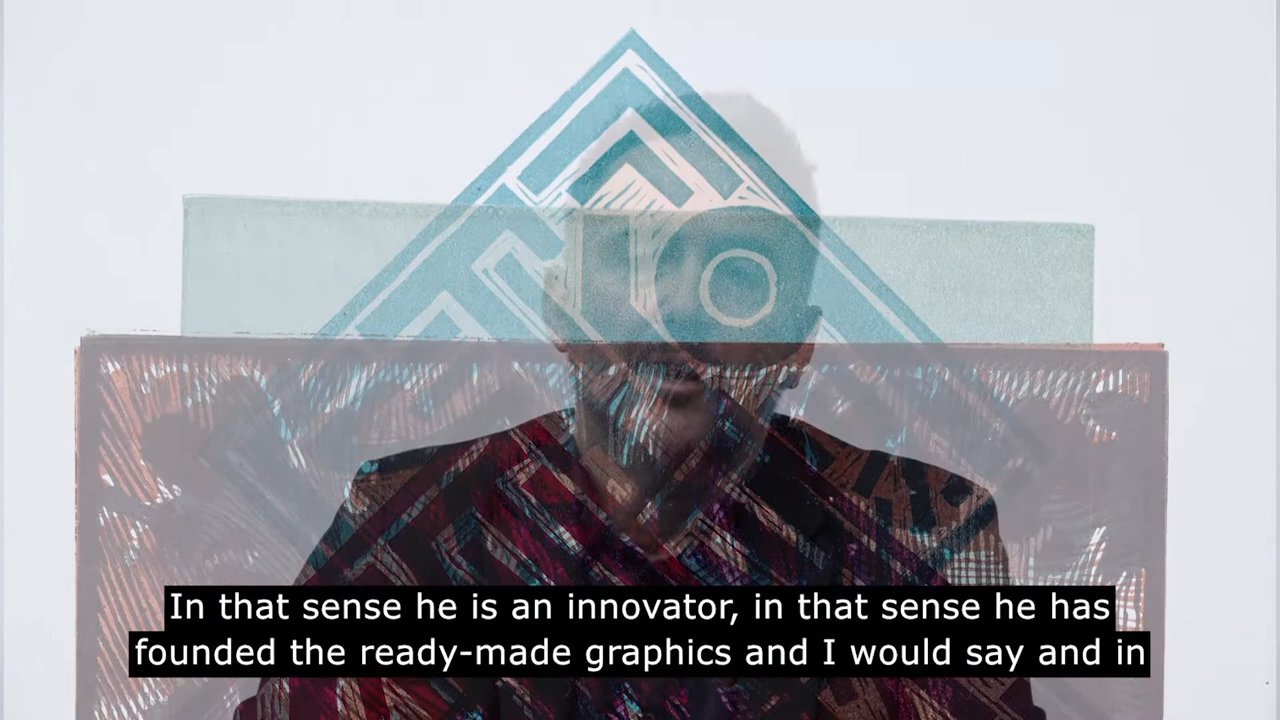 In that sense he is an innovator, in that sense he has
founded the ready-made graphics and I would say and in